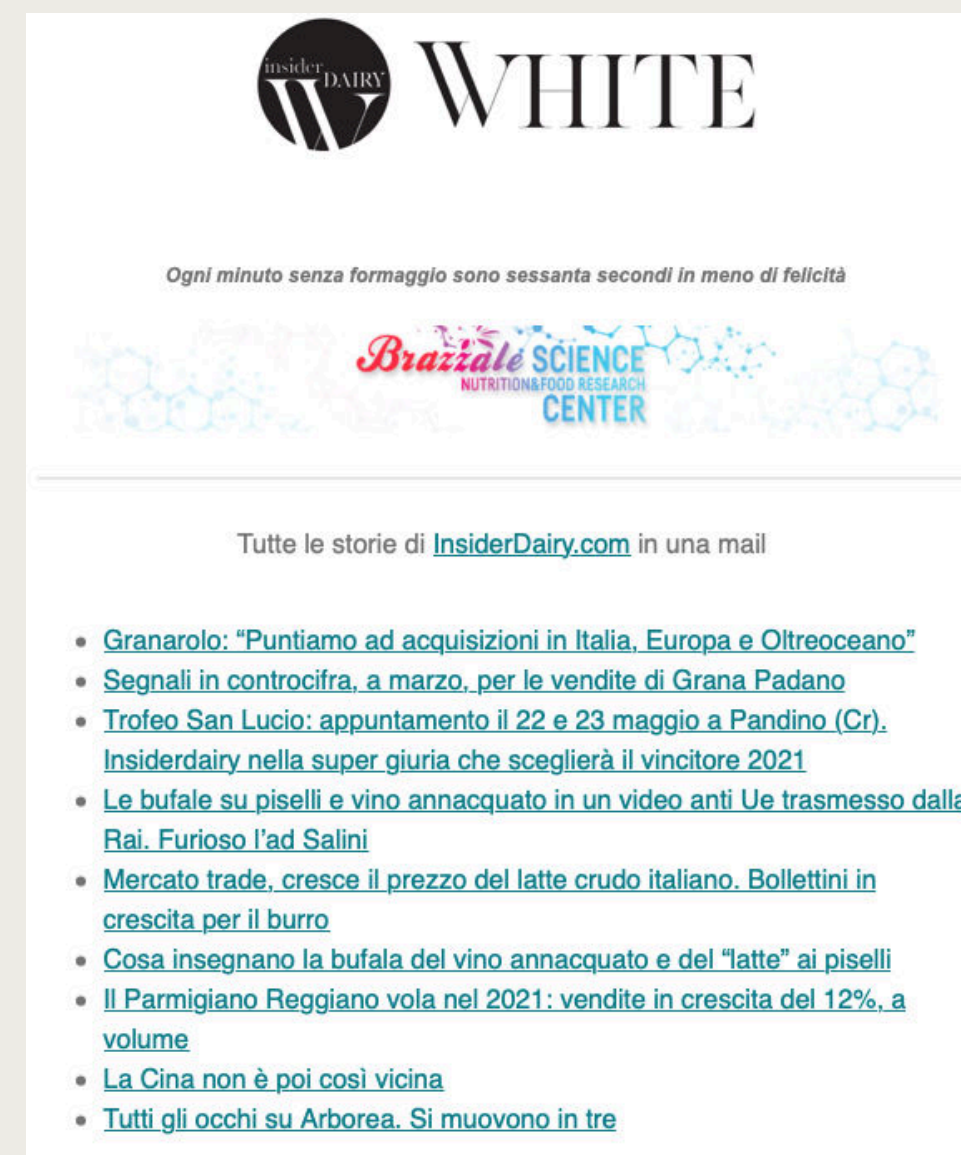 insider DAIRY
W WHITE
Ogni minuto senza formaggio sono sessanta secondi in meno di felicità
Brazzale SCIENCE
NUTRITION&FOOD RESEARCH
CENTER
Tutte le storie di InsiderDairy.com in una mail
• Granarolo: “Puntiamo ad acquisizioni in Italia, Europa e Oltreoceano”
• Segnali in controcifra, a marzo, per le vendite di Grana Padano
• Trofeo San Lucio: appuntamento il 22 e 23 maggio a Pandino (Cr).
Insiderdairy nella super giuria che sceglierà il vincitore 2021
• Le bufale su piselli e vino annacquato in un video anti Ue trasmesso dalla
Rai. Furioso l’ad Salini
• Mercato trade, cresce il prezzo del latte crudo italiano. Bollettini in
crescita per il burro
• Cosa insegnano la bufala del vino annacquato e del “latte” ai piselli
• Il Parmigiano Reggiano vola nel 2021: vendite in crescita del 12%, a
volume
• La Cina non è poi così vicina
• Tutti gli occhi su Arborea. Si muovono in tre